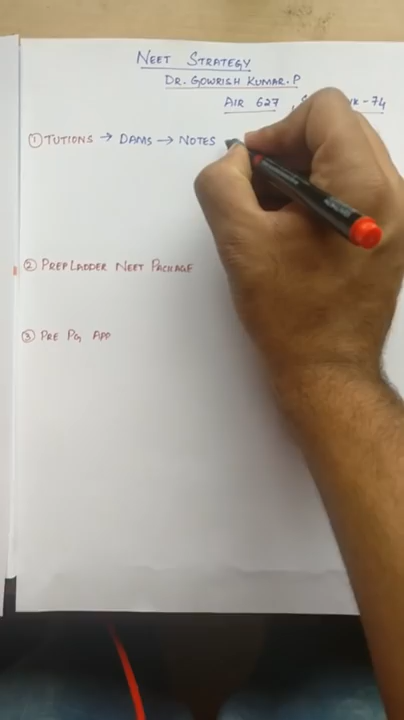 NEET STRATEGY
DR. GOWRISH KUMAR.P
AIR 627 , -74
① TUTIONS → DAMS → NOTES
② PREPLADDER NEET PACKAGE
③ PRE PG APP